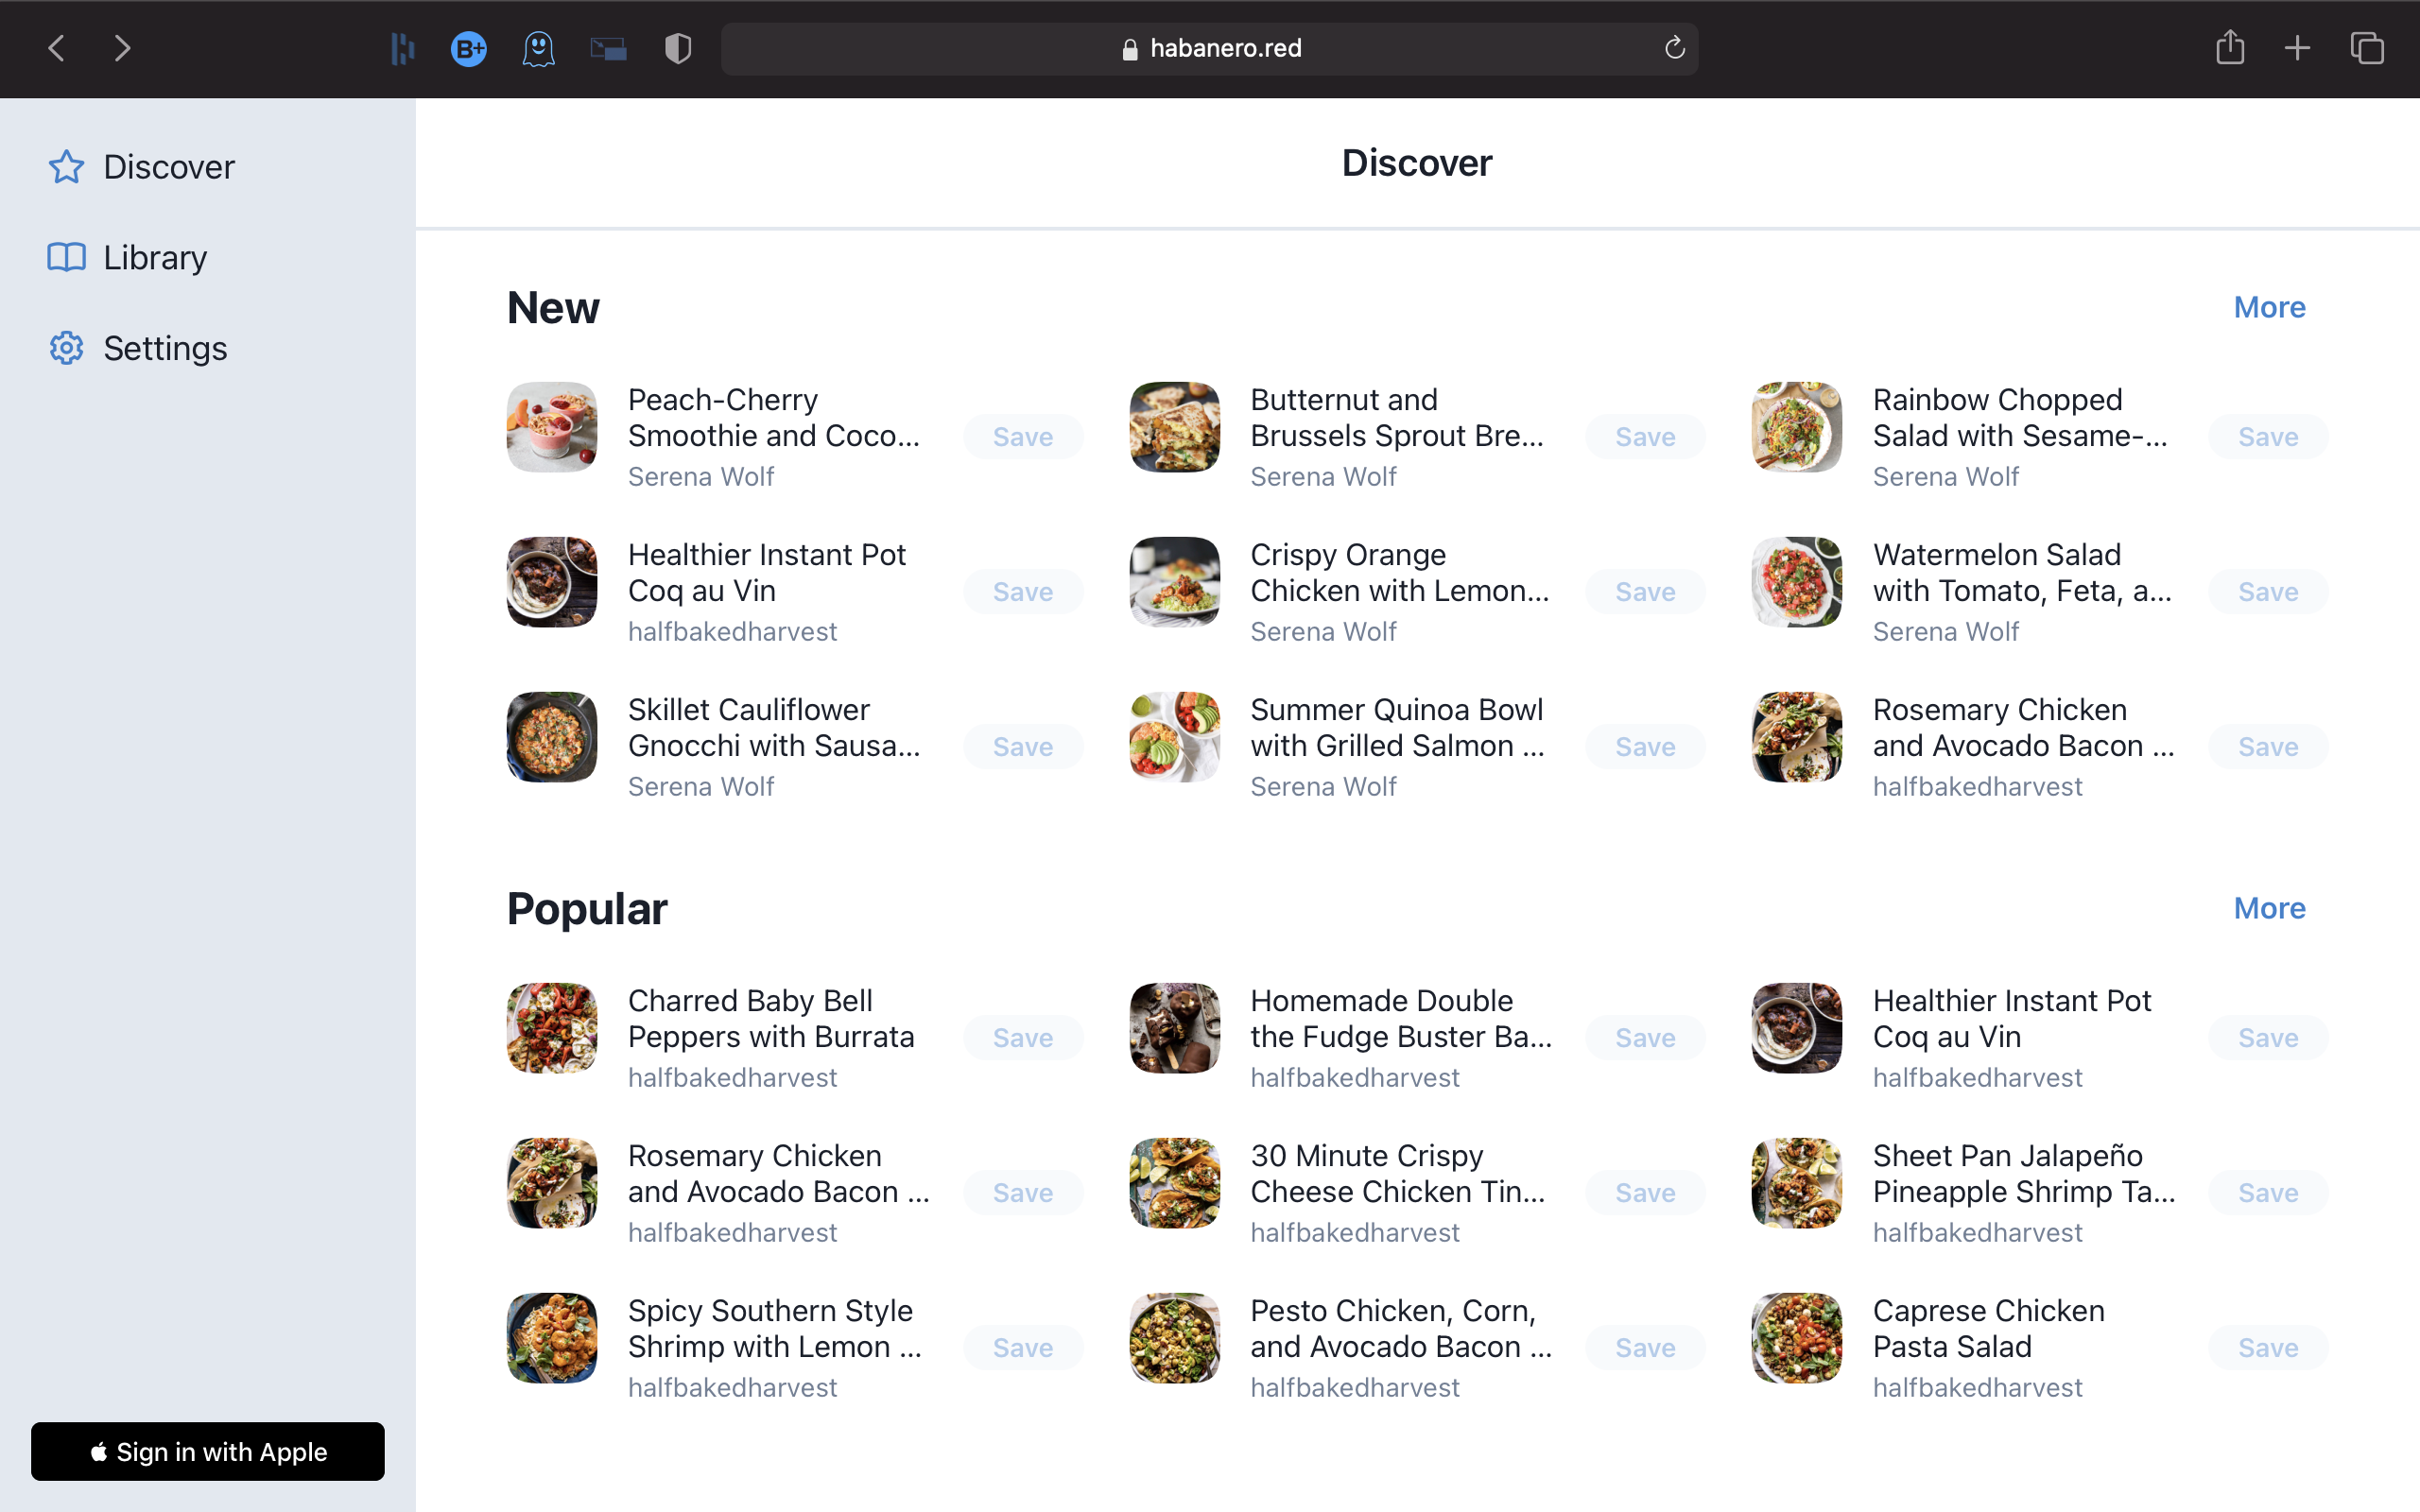 B+
habanero.red
Discover
Library
Settings
Sign in with Apple
Discover
New
More
Peach-Cherry
Smoothie and Coco...
Serena Wolf
Save
Butternut and
Brussels Sprout Bre...
Serena Wolf
Save
Rainbow Chopped
Salad with Sesame-...
Serena Wolf
Save
Healthier Instant Pot
Coq au Vin
halfbakedharvest
Save
Crispy Orange
Chicken with Lemon...
Serena Wolf
Save
Watermelon Salad
with Tomato, Feta, a...
Serena Wolf
Save
Skillet Cauliflower
Gnocchi with Sausa...
Serena Wolf
Save
Summer Quinoa Bowl
with Grilled Salmon ...
Serena Wolf
Save
Rosemary Chicken
and Avocado Bacon ...
halfbakedharvest
Save
Popular
More
Charred Baby Bell
Peppers with Burrata
halfbakedharvest
Save
Homemade Double
the Fudge Buster Ba...
halfbakedharvest
Save
Healthier Instant Pot
Coq au Vin
halfbakedharvest
Save
Rosemary Chicken
and Avocado Bacon ...
halfbakedharvest
Save
30 Minute Crispy
Cheese Chicken Tin...
halfbakedharvest
Save
Sheet Pan Jalapeño
Pineapple Shrimp Ta...
halfbakedharvest
Save
Spicy Southern Style
Shrimp with Lemon ...
halfbakedharvest
Save
Pesto Chicken, Corn,
and Avocado Bacon ...
halfbakedharvest
Save
Caprese Chicken
Pasta Salad
halfbakedharvest
Save